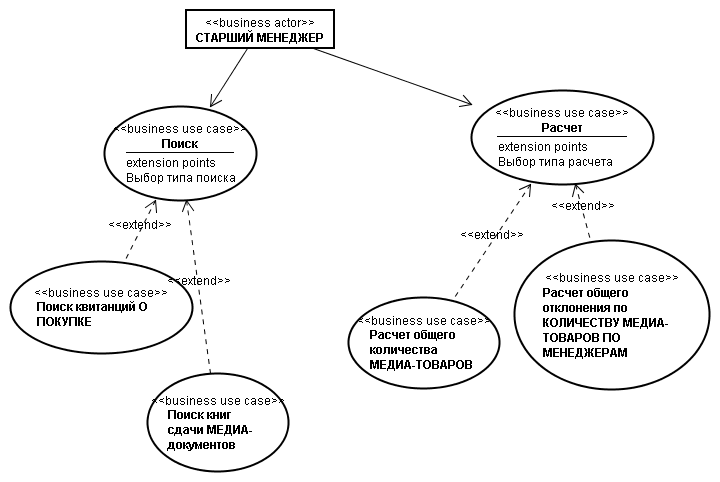 <<business actor>>
СТАРШИЙ МЕНЕДЖЕР
<<business use case>>
Поиск
extension points
Выбор типа поиска
<<business use case>>
Расчет
extension points
Выбор типа расчета
<<extend>>
<<extend>>
<<extend>>
<<extend>>
<<business use case>>
Поиск квитанций О
ПОКУПКЕ
<<business use case>>
Поиск книг
сдачи МЕДИА-
документов
<<business use case>>
Расчет общего
количества
МЕДИА-ТОВАРОВ
<<business use case>>
Расчет общего
отклонения по
КОЛИЧЕСТВУ МЕДИА-
ТОВАРОВ ПО
МЕНЕДЖЕРАМ